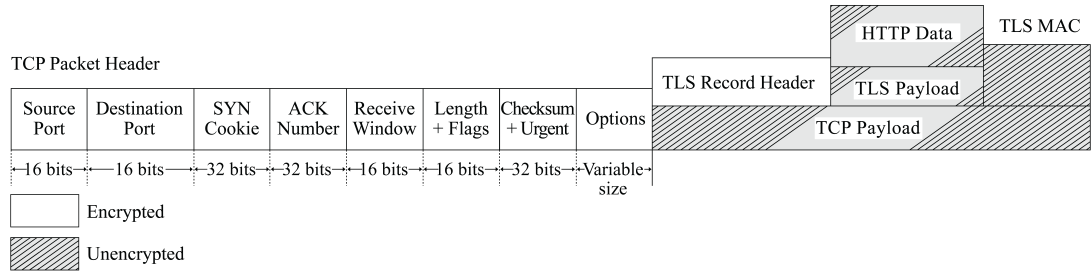 HTTP Data
TLS MAC
TCP Packet Header
TLS Record Header
TLS Payload
Source
Port
Destination
Port
SYN
Cookie
ACK
Number
Receive
Window
Length
+ Flags
Checksum
+ Urgent
Options
TCP Payload
16 bits
16 bits
32 bits
32 bits
16 bits
16 bits
32 bits
Variable
size
Encrypted
Unencrypted